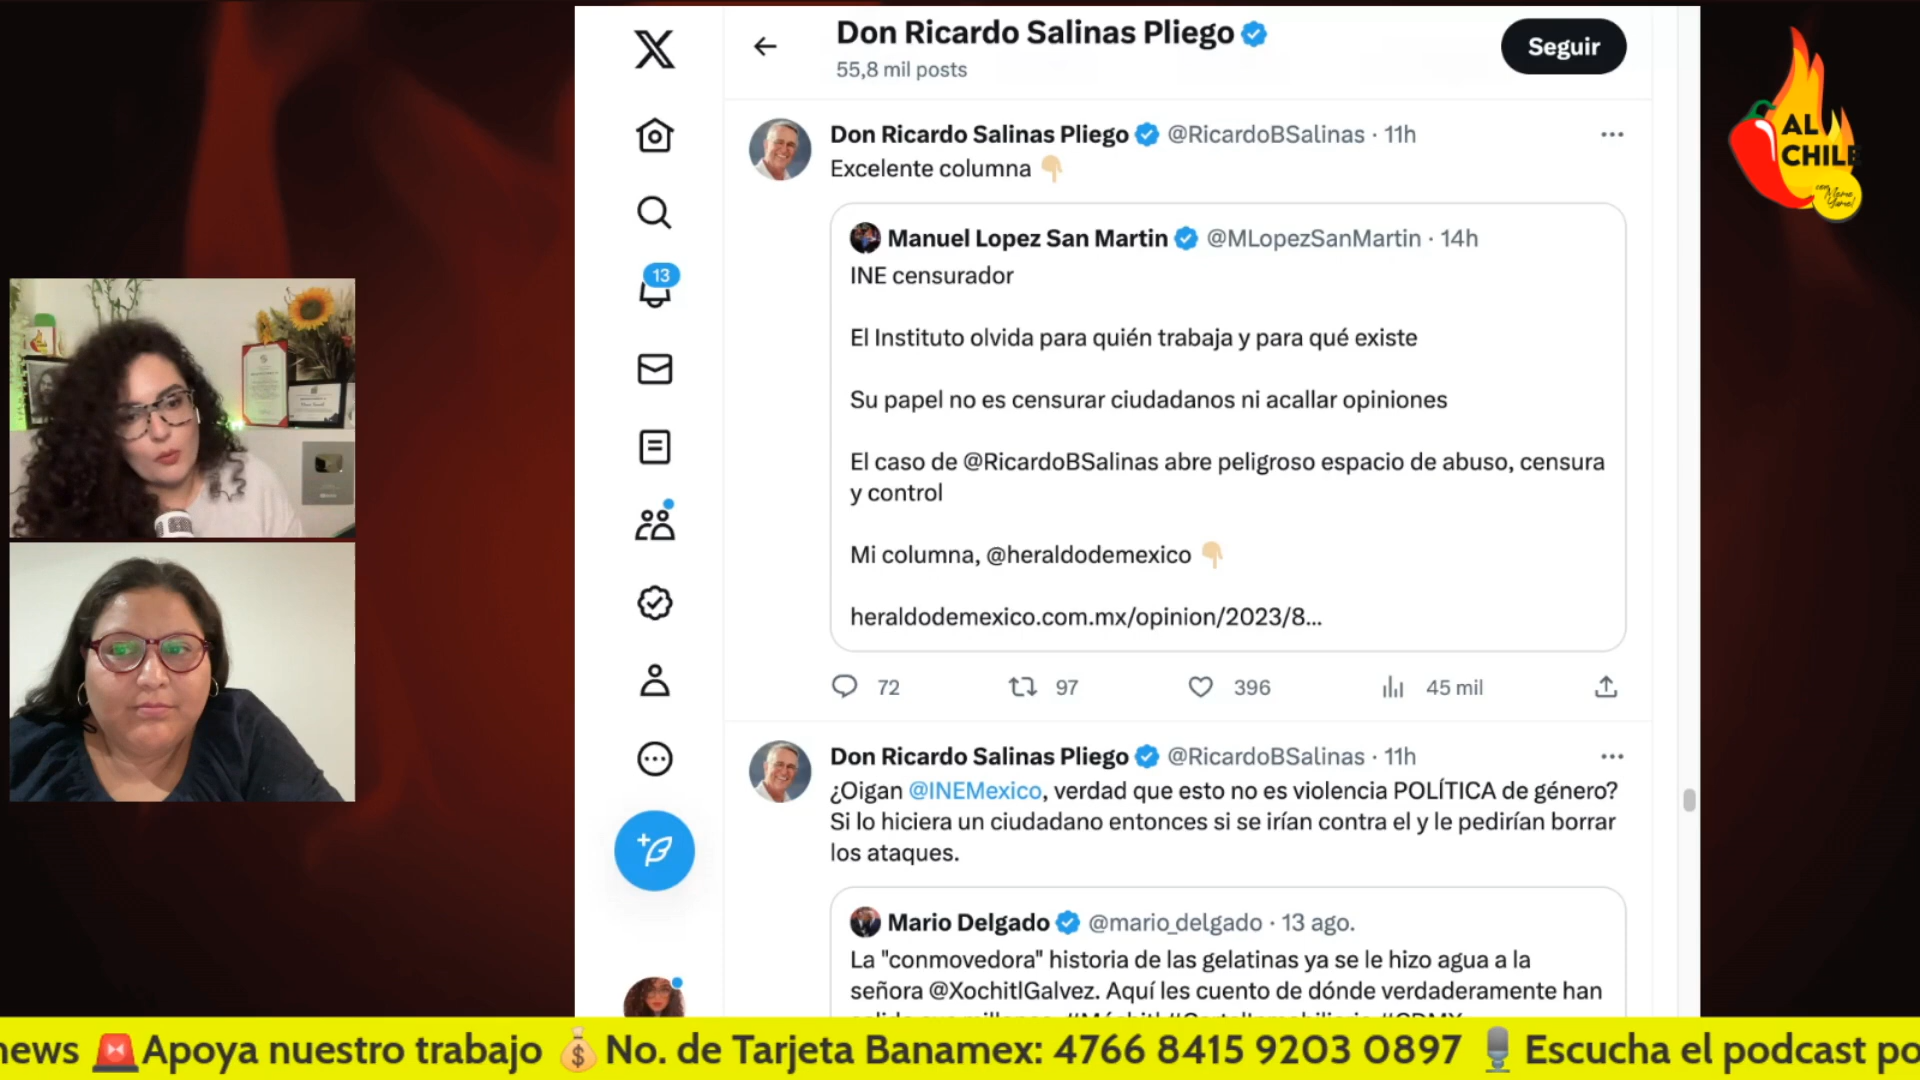 Don Ricardo Salinas Pliego
55,8 mil posts
Seguir
Don Ricardo Salinas Pliego @RicardoBSalinas · 11h
Excelente columna 👇🏼
Manuel Lopez San Martin @MLopezSanMartin · 14h
INE censurador
El Instituto olvida para quién trabaja y para qué existe
Su papel no es censurar ciudadanos ni acallar opiniones
El caso de @RicardoBSalinas abre peligroso espacio de abuso, censura
y control
Mi columna, @heraldodemexico 👇🏼
heraldodemexico.com.mx/opinion/2023/8...
72 97 396 45 mil
Don Ricardo Salinas Pliego @RicardoBSalinas · 11h
¿Oigan @INEMexico, verdad que esto no es violencia POLÍTICA de género?
Si lo hiciera un ciudadano entonces si se irían contra el y le pedirían borrar
los ataques.
Mario Delgado @mario_delgado · 13 ago.
La "conmovedora" historia de las gelatinas ya se le hizo agua a la
señora @XochitlGalvez. Aquí les cuento de dónde verdaderamente han
13
AL
CHILE
news 🚨Apoya nuestro trabajo 💰No. de Tarjeta Banamex: 4766 8415 9203 0897 🎙️Escucha el podcast po